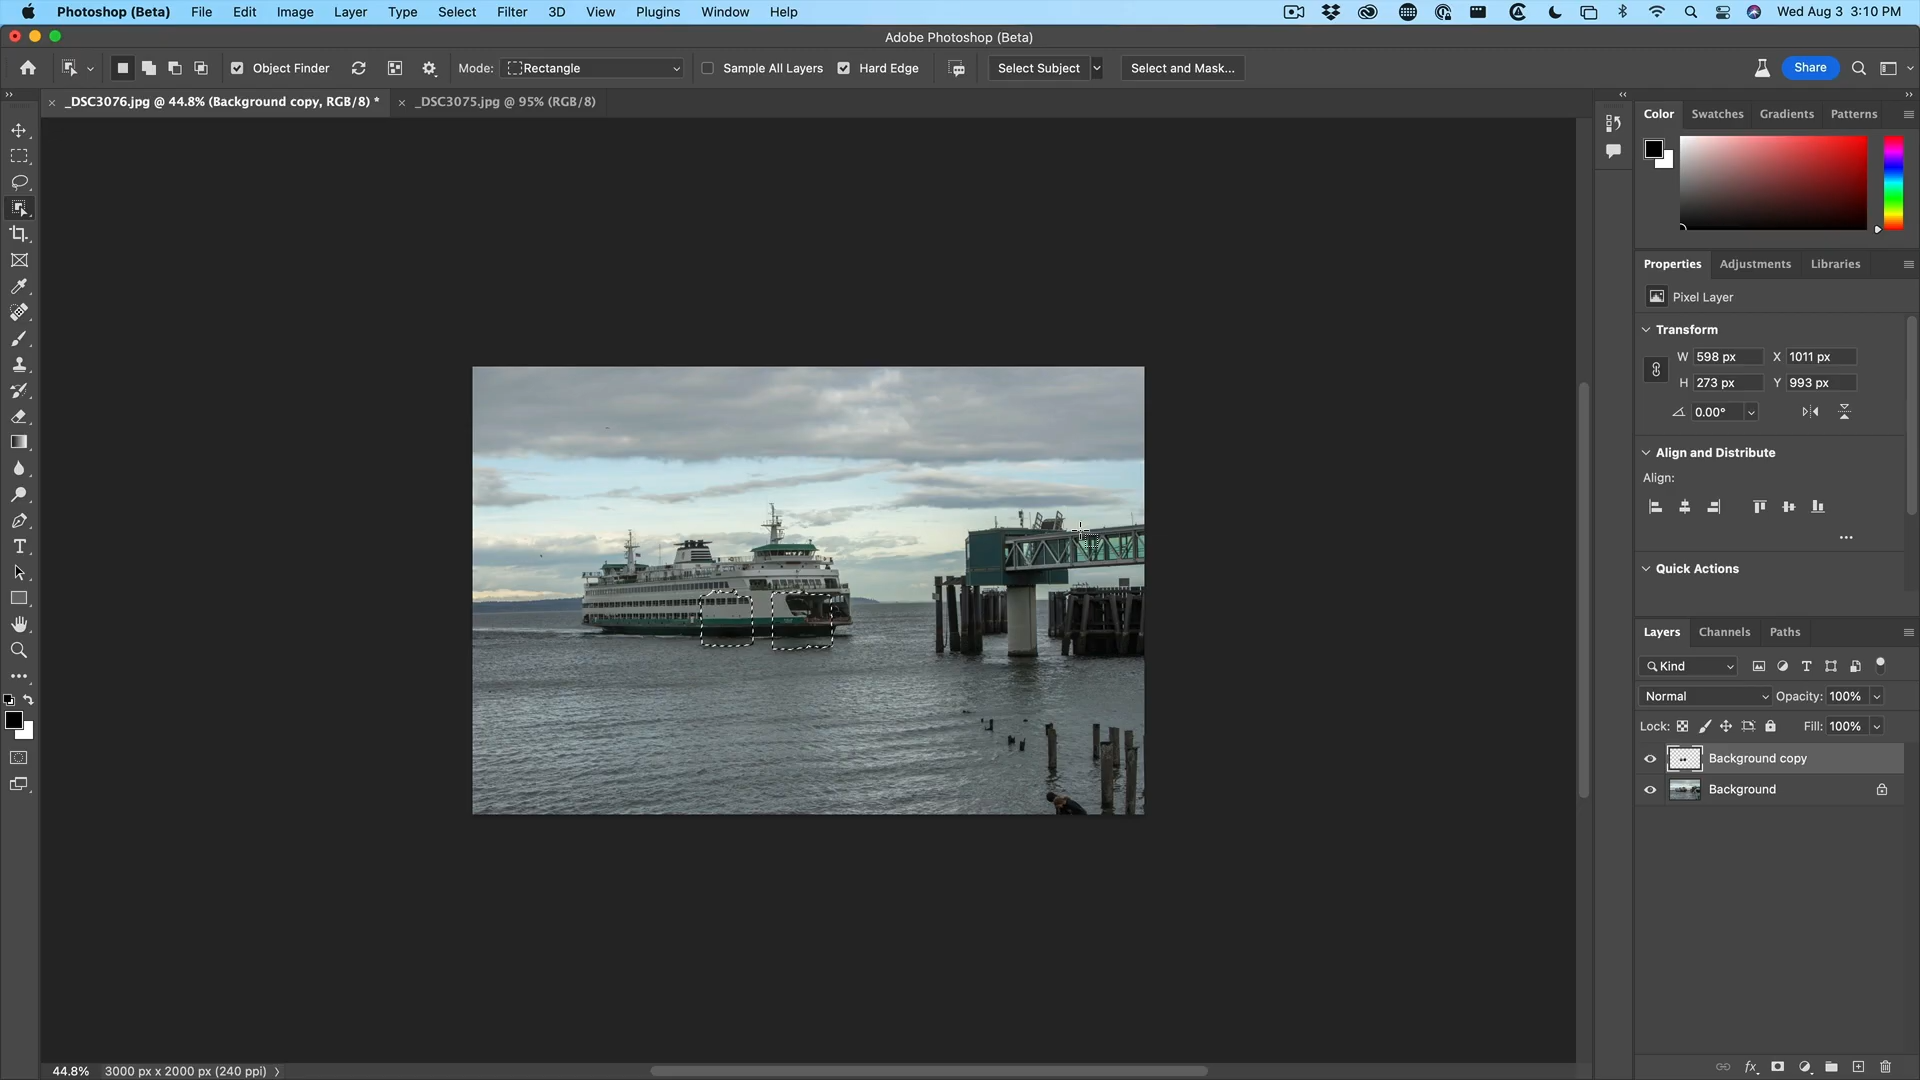 Photoshop (Beta) File Edit Image Layer Type Select Filter 3D View Plugins Window Help Wed Aug 3 3:10 PM
Adobe Photoshop (Beta)
Object Finder Mode: Rectangle Sample All Layers Hard Edge Select Subject Select and Mask... Share
_DSC3076.jpg @ 44.8% (Background copy, RGB/8) * _DSC3075.jpg @ 95% (RGB/8)
Color Swatches Gradients Patterns
Properties Adjustments Libraries
Pixel Layer
Transform
W 598 px X 1011 px
H 273 px Y 993 px
0.00°
Align and Distribute
Align:
Quick Actions
Layers Channels Paths
Kind
Normal Opacity: 100%
Lock: Fill: 100%
Background copy
Background
44.8% 3000 px x 2000 px (240 ppi)